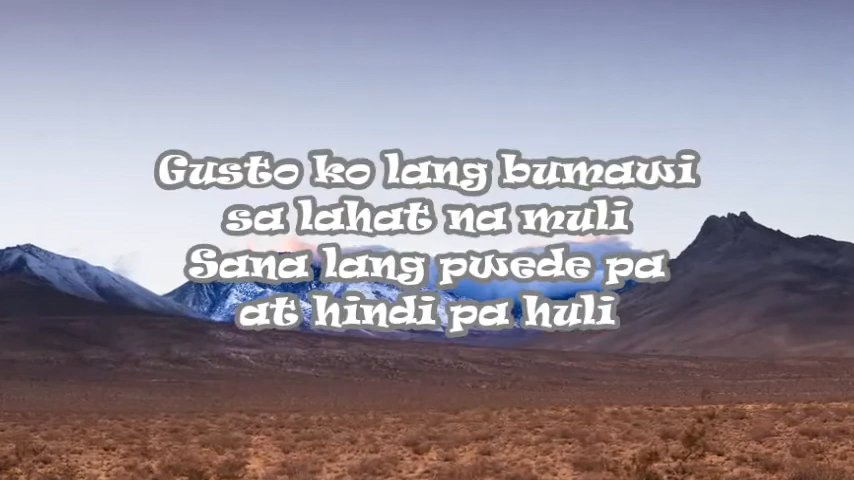 Gusto ko lang bumawi
sa lahat na muli
Sana lang pwede pa
at hindi pa huli